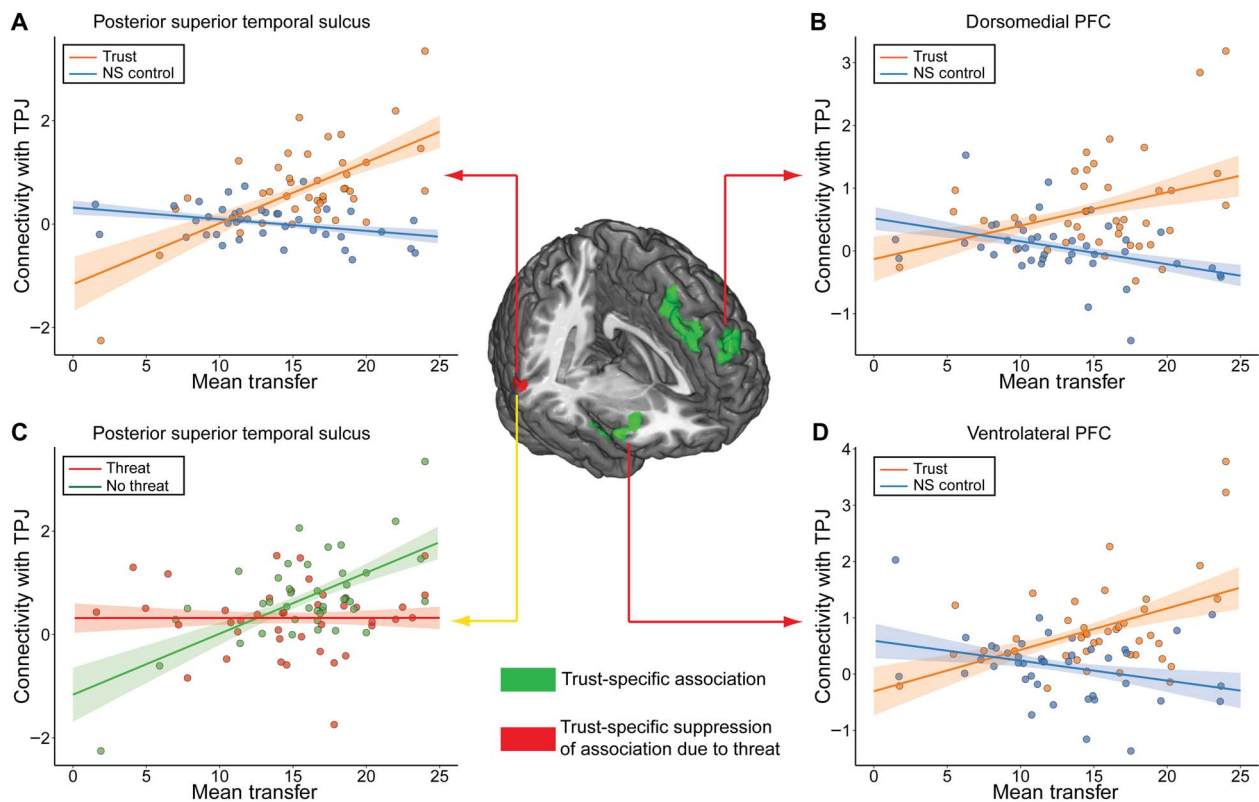 A
Posterior superior temporal sulcus
Trust
NS control
Connectivity with TPJ
2
0
−2
0
5
10
15
20
25
Mean transfer
B
Dorsomedial PFC
Trust
NS control
Connectivity with TPJ
3
2
1
0
−1
0
5
10
15
20
25
Mean transfer
C
Posterior superior temporal sulcus
Threat
No threat
Connectivity with TPJ
2
0
−2
0
5
10
15
20
25
Mean transfer
Trust-specific association
Trust-specific suppression
of association due to threat
D
Ventrolateral PFC
Trust
NS control
Connectivity with TPJ
4
3
2
1
0
−1
0
5
10
15
20
25
Mean transfer